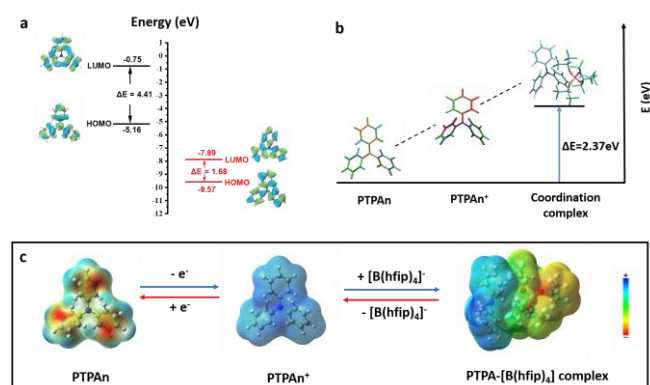 a
Energy (eV)
1
0
-1
-2
-3
-4
-5
-6
-7
-8
-9
-10
-11
-12
LUMO
-0.75
ΔE = 4.41
HOMO
-5.16
-7.89
LUMO
ΔE = 1.68
HOMO
-9.57
b
E (eV)
ΔE=2.37eV
PTPAn
PTPAn⁺
Coordination
complex
c
- e⁻
+ e⁻
+ [B(hfip)₄]⁻
- [B(hfip)₄]⁻
+
-
PTPAn
PTPAn⁺
PTPA-[B(hfip)₄] complex